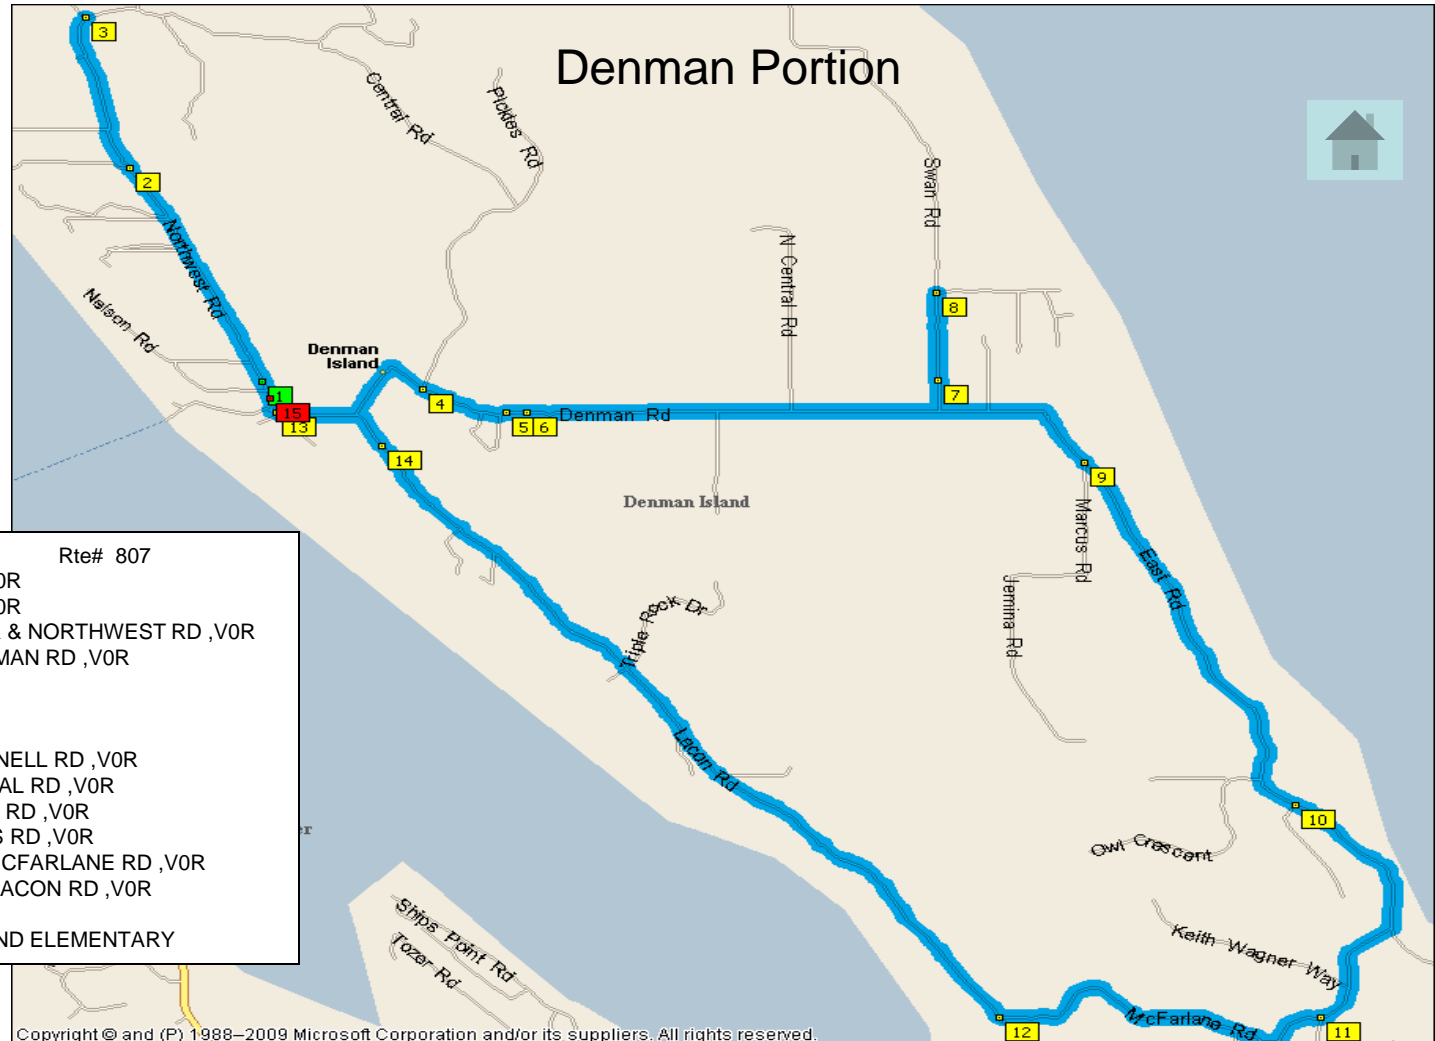 Denman Portion
3
Central Rd
Pickles Rd
2
Swan Rd
Northwest Rd
N Central Rd
Nelson Rd
8
Denman
Island
1
15
13
4
7
5 6
Denman Rd
14
9
Denman Island
Marcus Rd
East Rd
Jemima Rd
Triple Rock Dr
Lacon Rd
10
Owl Crescent
Keith Wagner Way
McFarlane Rd
12
11
Ships Point Rd
Tozer Rd
er
Rte# 807
0R
0R
& NORTHWEST RD ,V0R
MAN RD ,V0R
NELL RD ,V0R
AL RD ,V0R
RD ,V0R
S RD ,V0R
CFARLANE RD ,V0R
ACON RD ,V0R
ND ELEMENTARY
Copyright © and (P) 1988–2009 Microsoft Corporation and/or its suppliers. All rights reserved.